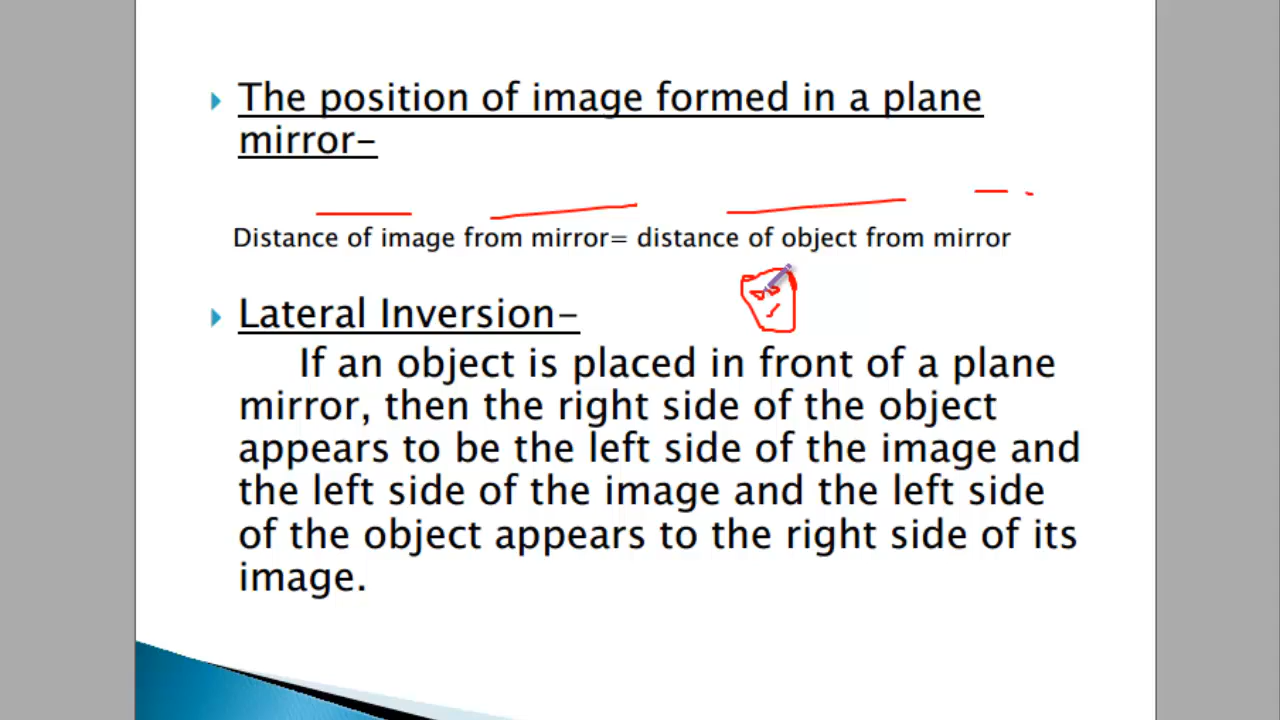 The position of image formed in a plane
mirror-
Distance of image from mirror= distance of object from mirror
Lateral Inversion-
If an object is placed in front of a plane
mirror, then the right side of the object
appears to be the left side of the image and
the left side of the image and the left side
of the object appears to the right side of its
image.